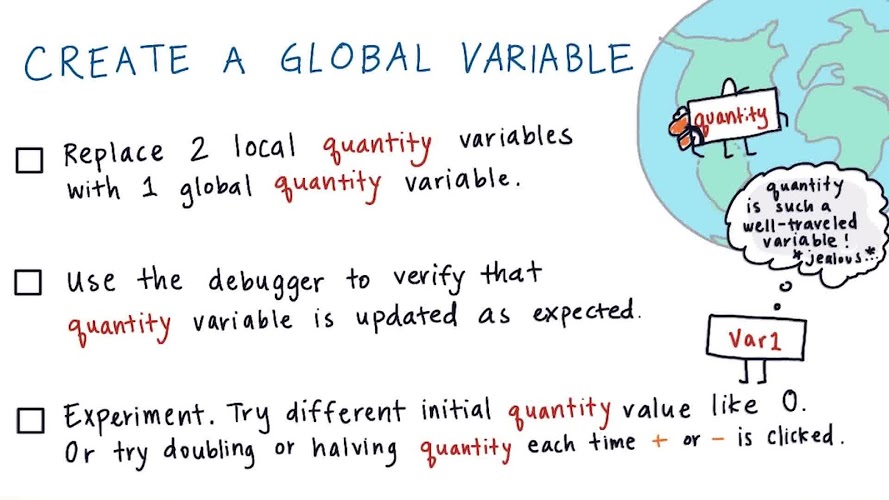 CREATE A GLOBAL VARIABLE
Replace 2 local quantity variables
with 1 global quantity variable.
Use the debugger to verify that
quantity variable is updated as expected.
Experiment. Try different initial quantity value like 0.
Or try doubling or halving quantity each time + or - is clicked.
quantity
quantity
is such a
well-traveled
variable!
*jealous*
Var1